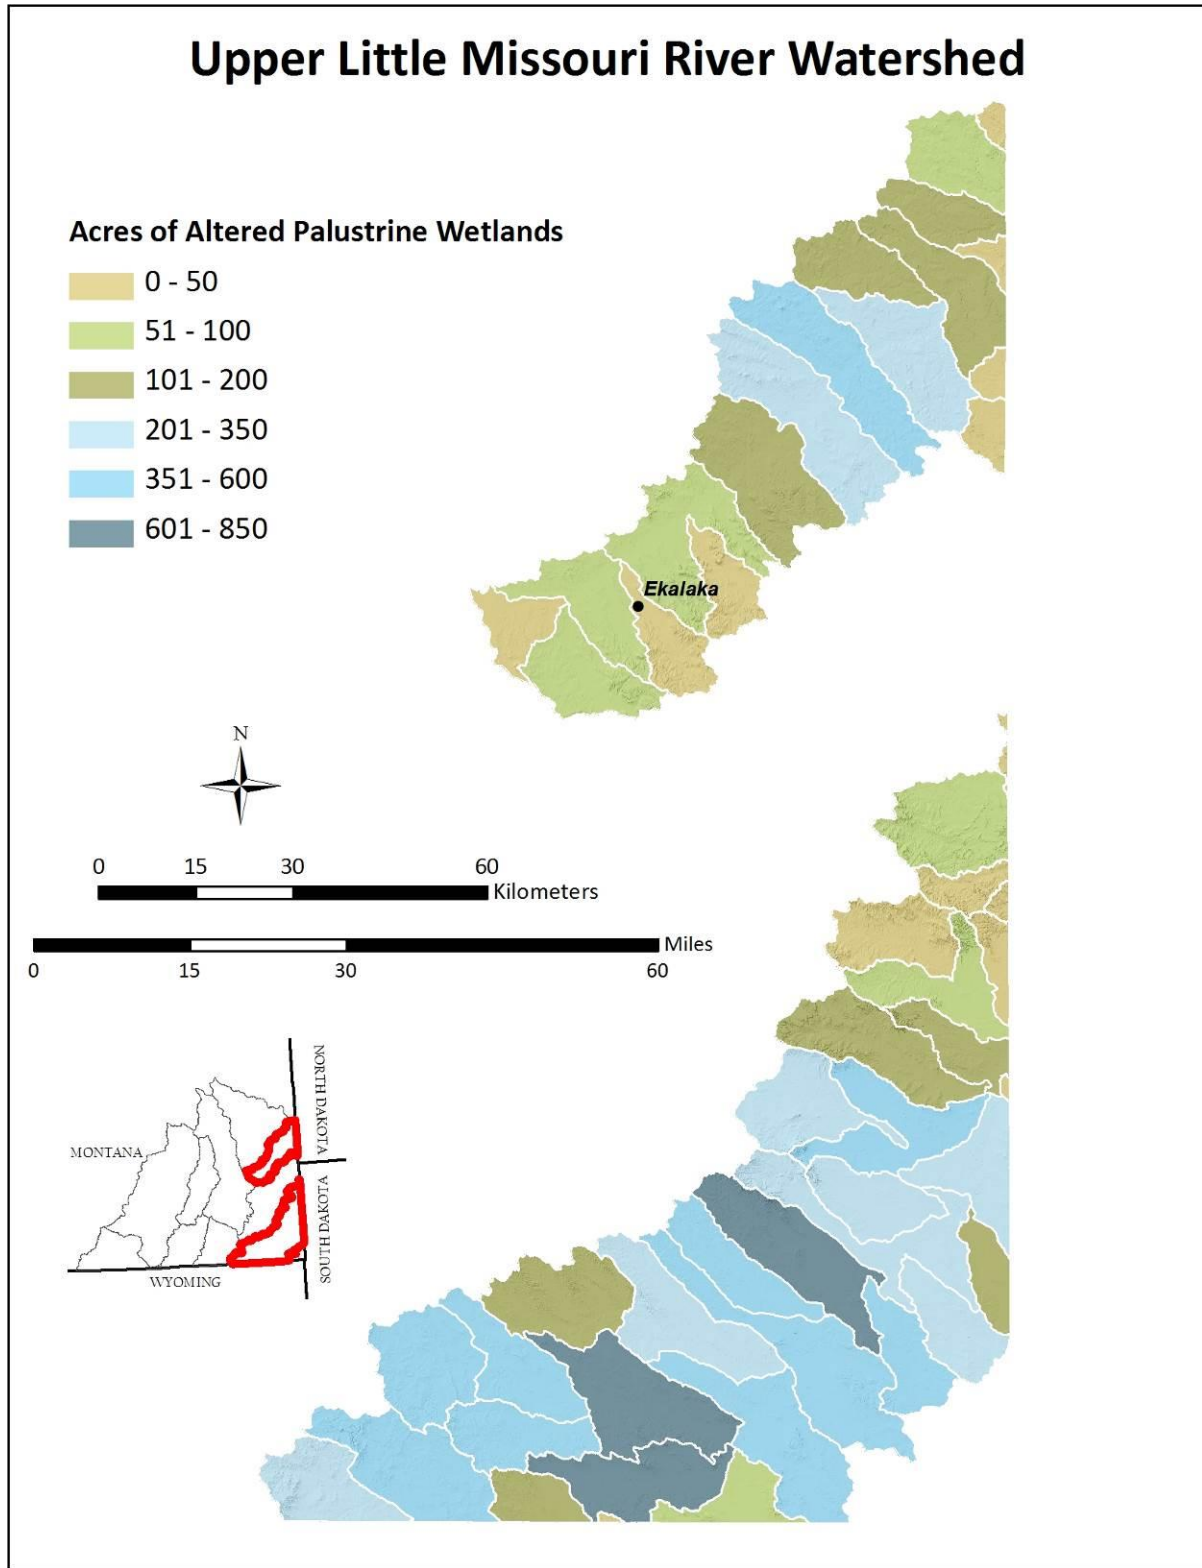 Upper Little Missouri River Watershed
Acres of Altered Palustrine Wetlands
0 - 50
51 - 100
101 - 200
201 - 350
351 - 600
601 - 850
Ekalaka
N
0 15 30 60
Kilometers
Miles
0 15 30 60
NORTH DAKOTA
MONTANA
SOUTH DAKOTA
WYOMING